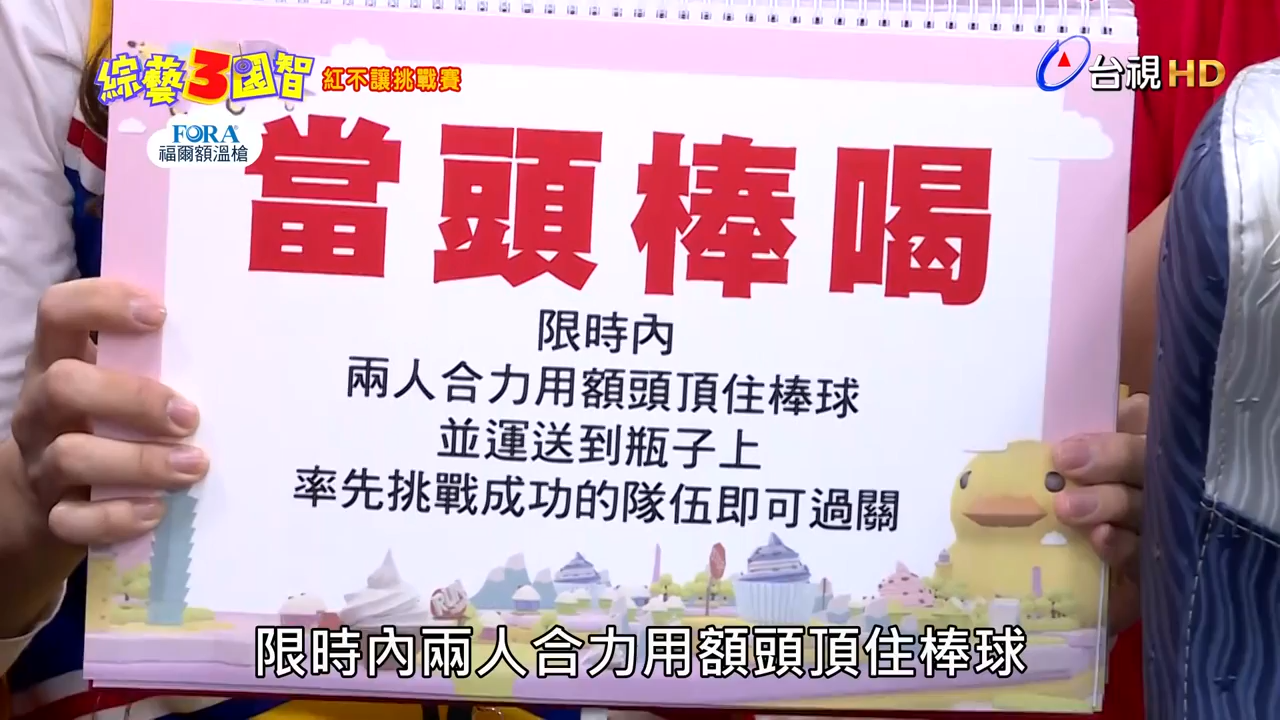 綜藝3國智
紅不讓挑戰賽
台視HD
FORA
福爾額溫槍
當頭棒喝
限時內
兩人合力用額頭頂住棒球
並運送到瓶子上
率先挑戰成功的隊伍即可過關
RUN
限時內兩人合力用額頭頂住棒球